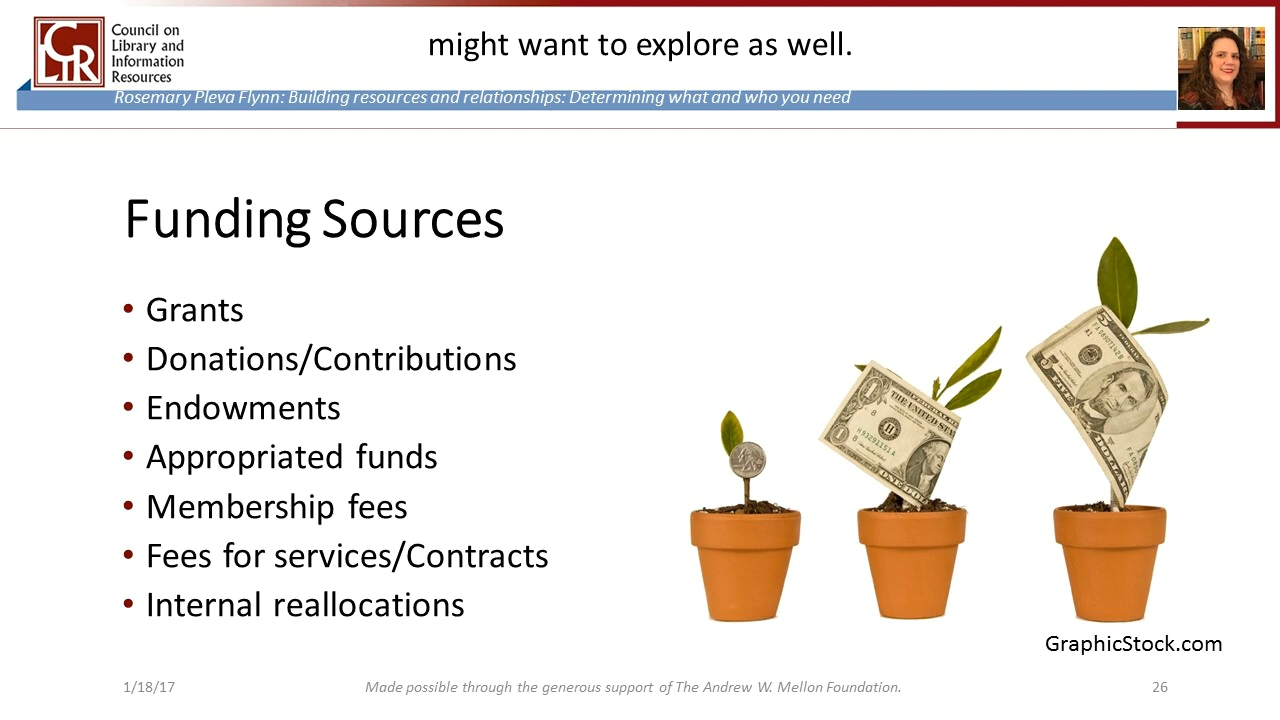 Council on
Library and
Information
Resources
CLIR
might want to explore as well.
Rosemary Pleva Flynn: Building resources and relationships: Determining what and who you need
Funding Sources
• Grants
• Donations/Contributions
• Endowments
• Appropriated funds
• Membership fees
• Fees for services/Contracts
• Internal reallocations
GraphicStock.com
1/18/17
Made possible through the generous support of The Andrew W. Mellon Foundation.
26